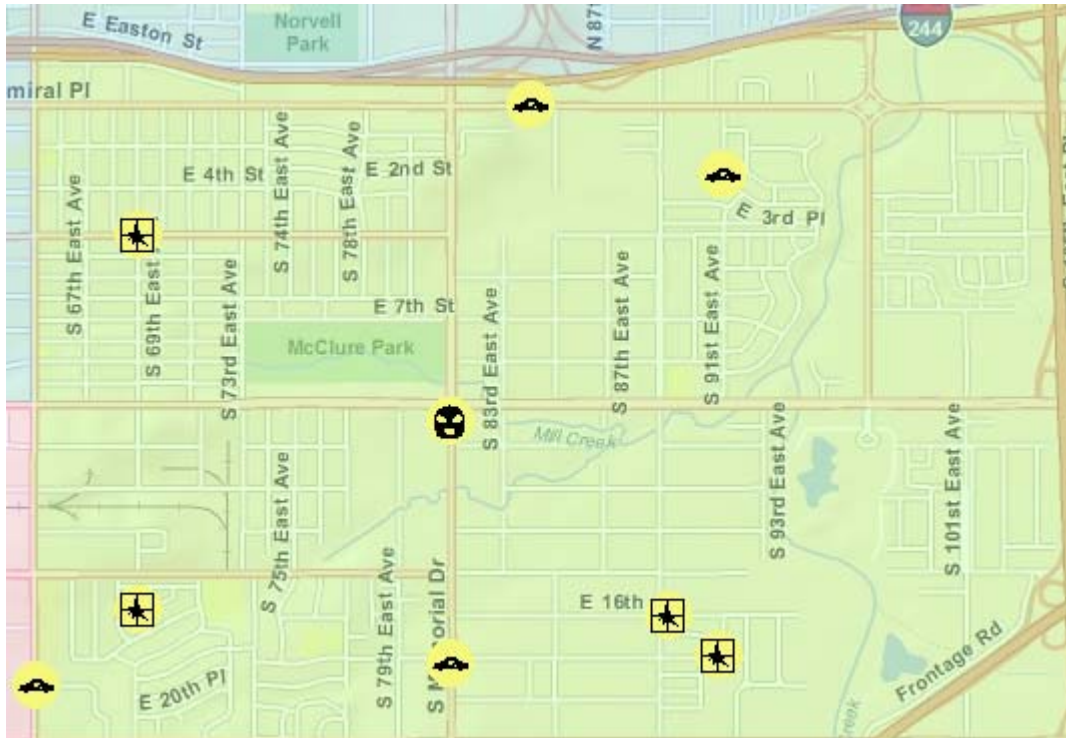 E Easton St
Norvell
Park
N 87
244
miral Pl
E 4th St
S 74th East Ave
S 78th East Ave
E 2nd St
S 67th East Ave
S 69th East
E 3rd Pl
S 73rd East Ave
E 7th St
McClure Park
S 83rd East Ave
S 87th East Ave
S 91st East Ave
Mill Creek
S 75th East Ave
S 93rd East Ave
S 101st East Ave
S 79th East Ave
S M orial Dr
E 16th
E 20th Pl
Frontage Rd
reek